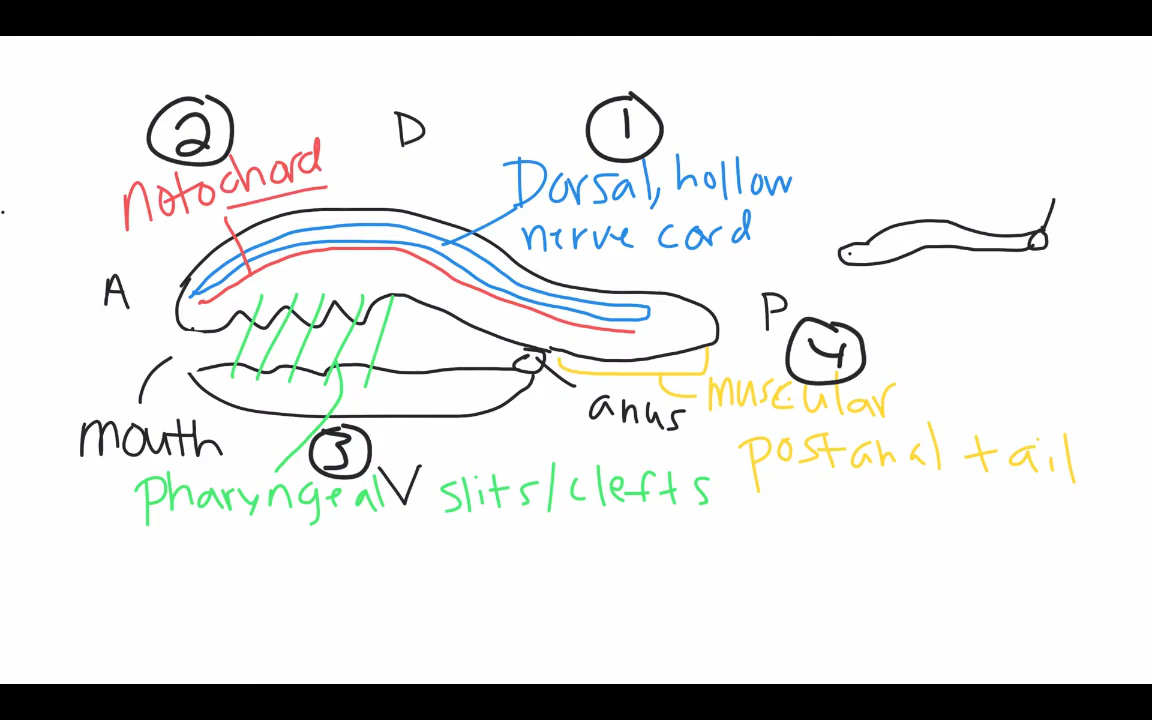 2
D
1
notochord
Dorsal, hollow
nerve cord
A
P
4
mouth
anus
muscular
postanal tail
3
pharyngeal V slits/clefts